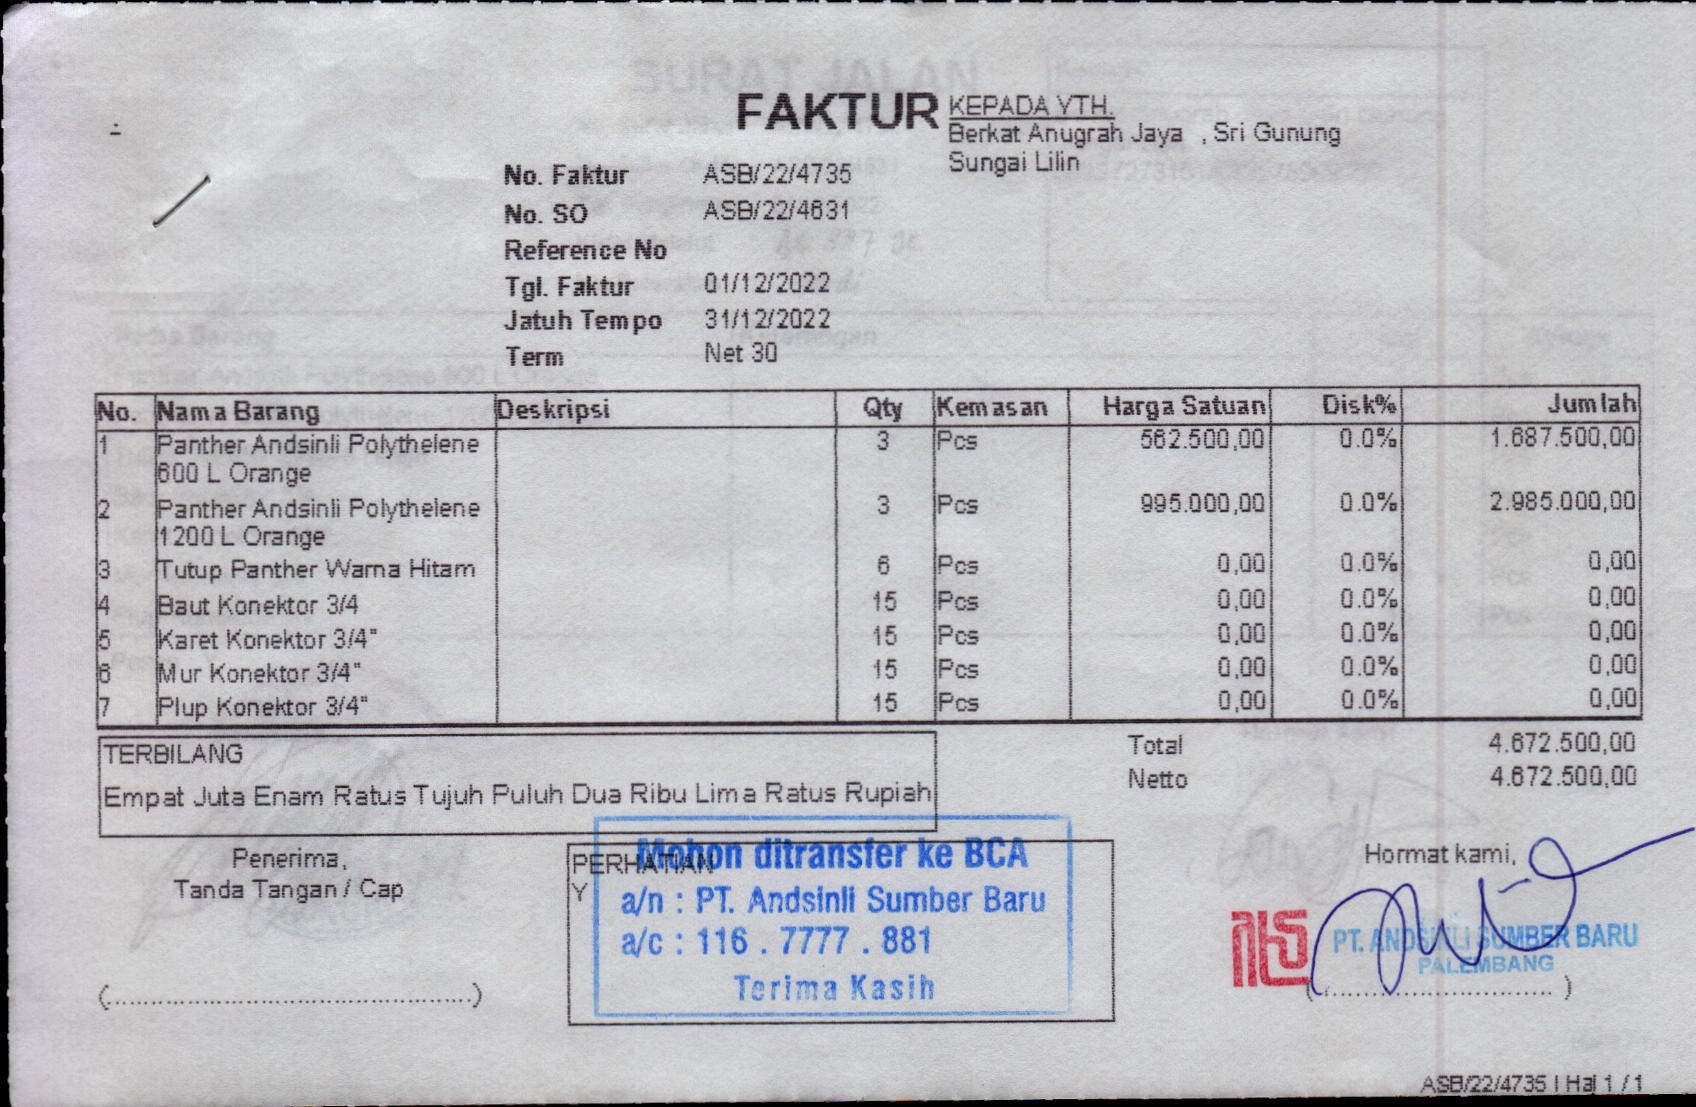 FAKTUR
KEPADA YTH.
Berkat Anugrah Jaya , Sri Gunung
Sungai Lilin
No. Faktur ASB/22/4735
No. SO ASB/22/4631
Reference No
Tgl. Faktur 01/12/2022
Jatuh Tempo 31/12/2022
Term Net 30
No. Nama Barang Deskripsi Qty Kemasan Harga Satuan Disk% Jumlah
1 Panther Andsinli Polythelene 3 Pcs 562.500,00 0.0% 1.687.500,00
600 L Orange
2 Panther Andsinli Polythelene 3 Pcs 995.000,00 0.0% 2.985.000,00
1200 L Orange
3 Tutup Panther Warna Hitam 6 Pcs 0,00 0.0% 0,00
4 Baut Konektor 3/4 15 Pcs 0,00 0.0% 0,00
5 Karet Konektor 3/4" 15 Pcs 0,00 0.0% 0,00
6 Mur Konektor 3/4" 15 Pcs 0,00 0.0% 0,00
7 Plup Konektor 3/4" 15 Pcs 0,00 0.0% 0,00
TERBILANG
Empat Juta Enam Ratus Tujuh Puluh Dua Ribu Lima Ratus Rupiah
Total 4.672.500,00
Netto 4.672.500,00
Penerima,
Tanda Tangan / Cap
(............................................)
PERHATIAN
Y
Mohon ditransfer ke BCA
a/n : PT. Andsinli Sumber Baru
a/c : 116 . 7777 . 881
Terima Kasih
Hormat kami,
PT. ANDSINLI SUMBER BARU
PALEMBANG
(............................)
ASB/22/4735 | Hal 1 / 1